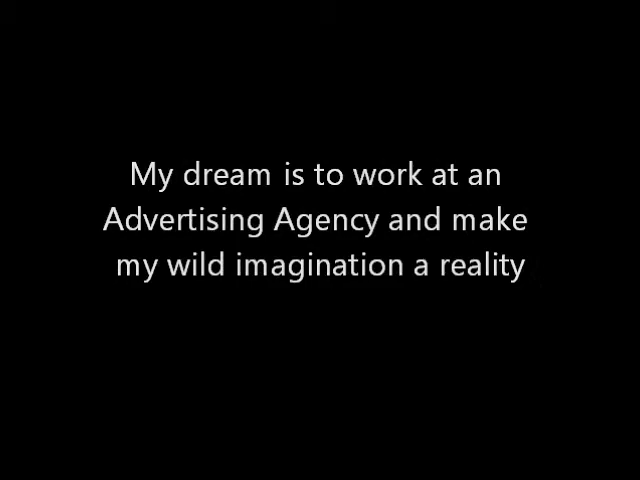 My dream is to work at an
Advertising Agency and make
my wild imagination a reality